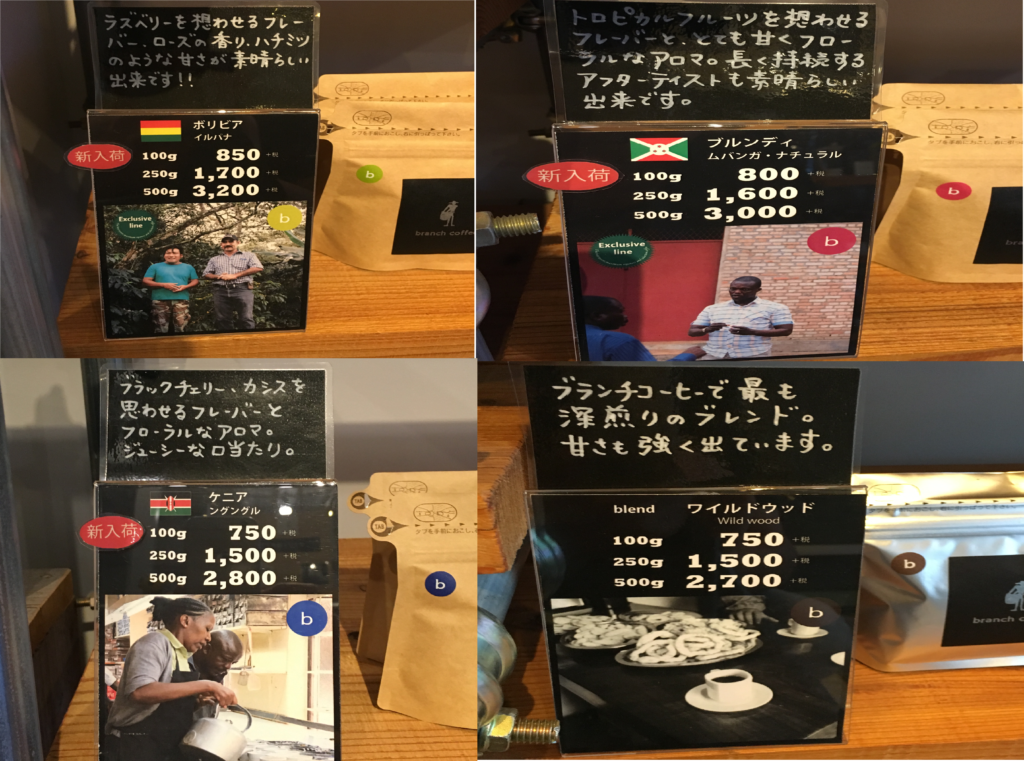 ラズベリーを想わせるフレー
バー、ローズの香り、ハチミツ
のような甘さが素晴らしい
出来です!!
ボリビア
イルパナ
新入荷
100g 850 +税
250g 1,700 +税
500g 3,200 +税
Exclusive
line
b
b
branch coffee
トロピカルフルーツを想わせる
フレーバーと、とても甘くフロー
ラルなアロマ。長く持続する
アフターテイストも素晴らしい
出来です。
ブルンディ
ムバンガ・ナチュラル
新入荷
100g 800 +税
250g 1,600 +税
500g 3,000 +税
Exclusive
line
b
b
bra
ブラックチェリー、カシスを
思わせるフレーバーと
フローラルなアロマ。
ジューシーな口当たり。
ケニア
ングングル
新入荷
100g 750 +税
250g 1,500 +税
500g 2,800 +税
b
b
ブランチコーヒーで最も
深煎りのブレンド。
甘さも強く出ています。
blend ワイルドウッド
Wild wood
100g 750 +税
250g 1,500 +税
500g 2,700 +税
b
b
branch co